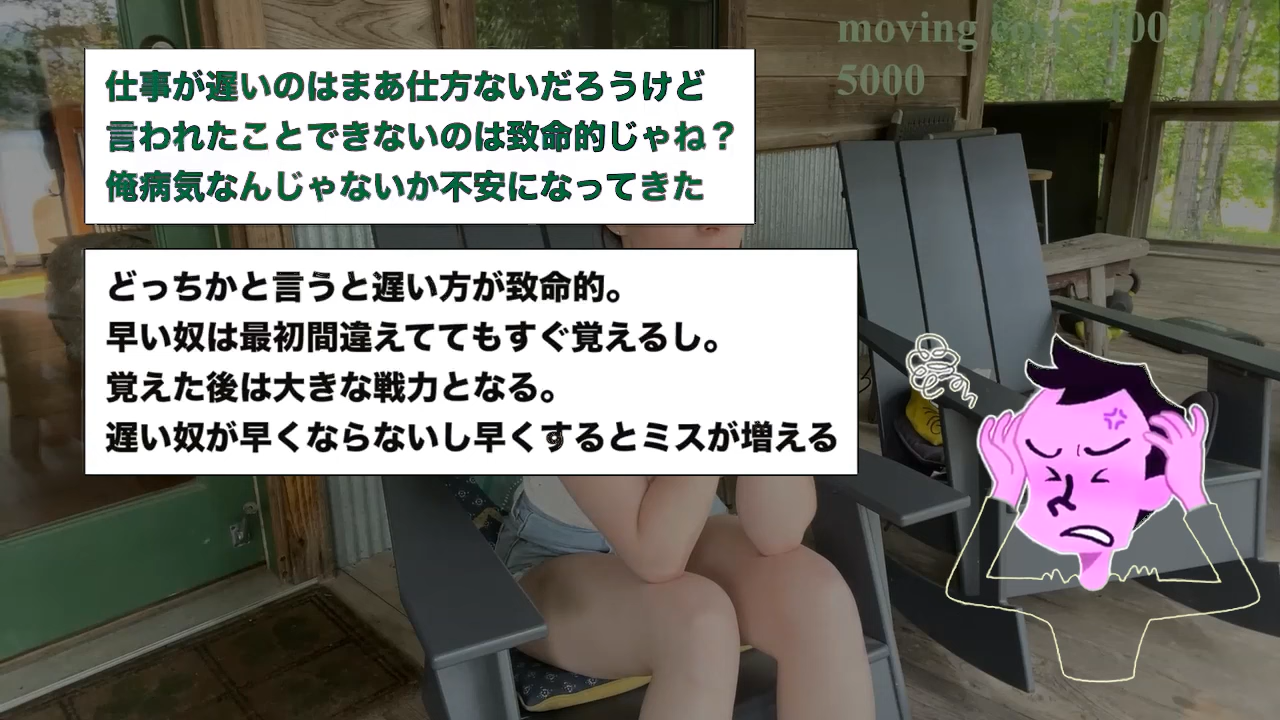 moving
5000
仕事が遅いのはまあ仕方ないだろうけど
言われたことできないのは致命的じゃね？
俺病気なんじゃないか不安になってきた
どっちかと言うと遅い方が致命的。
早い奴は最初間違えててもすぐ覚えるし。
覚えた後は大きな戦力となる。
遅い奴が早くならないし早くするとミスが増える